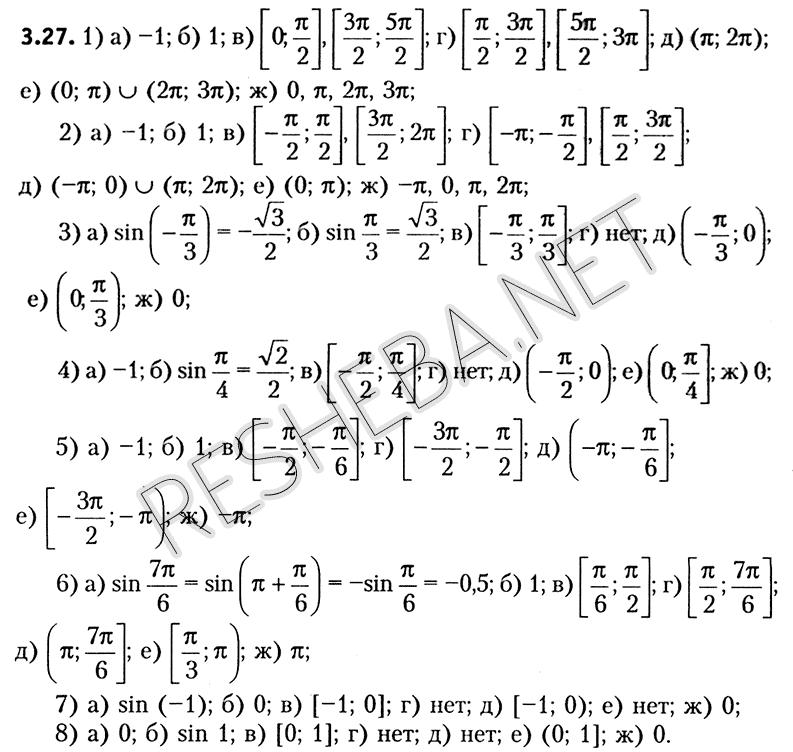 3.27. 1) а) −1; б) 1; в) [0; π/2], [3π/2; 5π/2]; г) [π/2; 3π/2], [5π/2; 3π]; д) (π; 2π);
е) (0; π) ∪ (2π; 3π); ж) 0, π, 2π, 3π;
2) а) −1; б) 1; в) [−π/2; π/2], [3π/2; 2π]; г) [−π; −π/2], [π/2; 3π/2];
д) (−π; 0) ∪ (π; 2π); е) (0; π); ж) −π, 0, π, 2π;
3) а) sin(−π/3) = −√3/2; б) sin π/3 = √3/2; в) [−π/3; π/3]; г) нет; д) (−π/3; 0);
е) (0; π/3); ж) 0;
4) а) −1; б) sin π/4 = √2/2; в) [−π/2; π/4]; г) нет; д) (−π/2; 0); е) (0; π/4]; ж) 0;
5) а) −1; б) 1; в) [−π/2; −π/6]; г) [−3π/2; −π/2]; д) (−π; −π/6];
е) [−3π/2; −π); ж) −π;
6) а) sin 7π/6 = sin(π + π/6) = −sin π/6 = −0,5; б) 1; в) [π/6; π/2]; г) [π/2; 7π/6];
д) (π; 7π/6]; е) [π/3; π); ж) π;
7) а) sin (−1); б) 0; в) [−1; 0]; г) нет; д) [−1; 0); е) нет; ж) 0;
8) а) 0; б) sin 1; в) [0; 1]; г) нет; д) нет; е) (0; 1]; ж) 0.
RESHEBA.NET